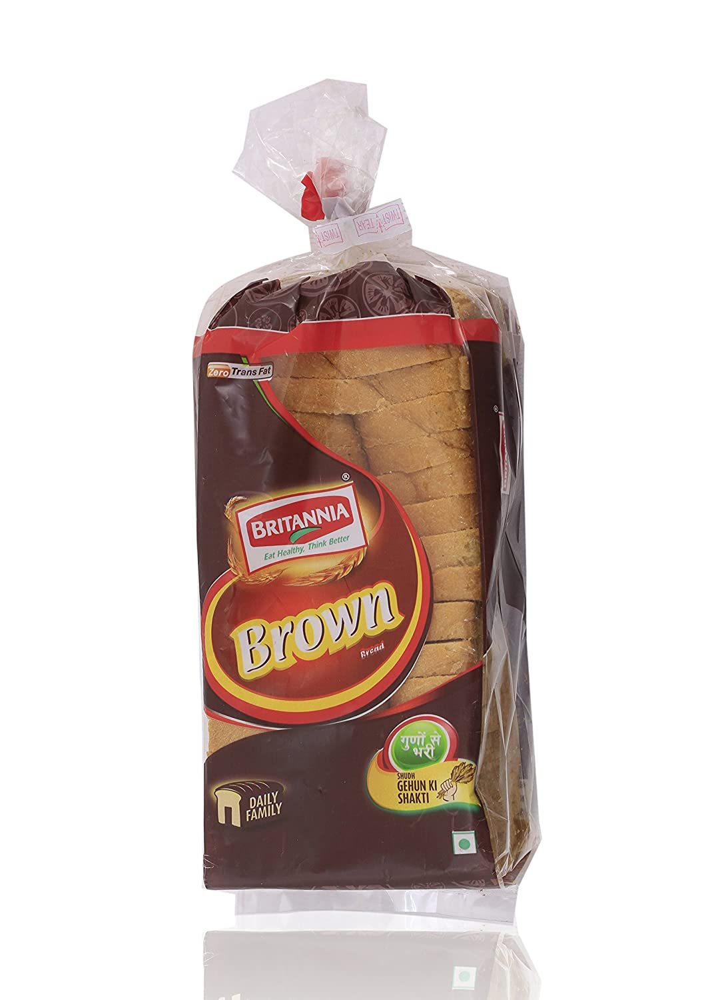 TWIST
TEAR
TWIST
Zero Trans Fat
®
®
BRITANNIA
Eat Healthy, Think Better
Brown
Bread
गुणों से
भरी
SHUDH
GEHUN KI
SHAKTI
DAILY
FAMILY